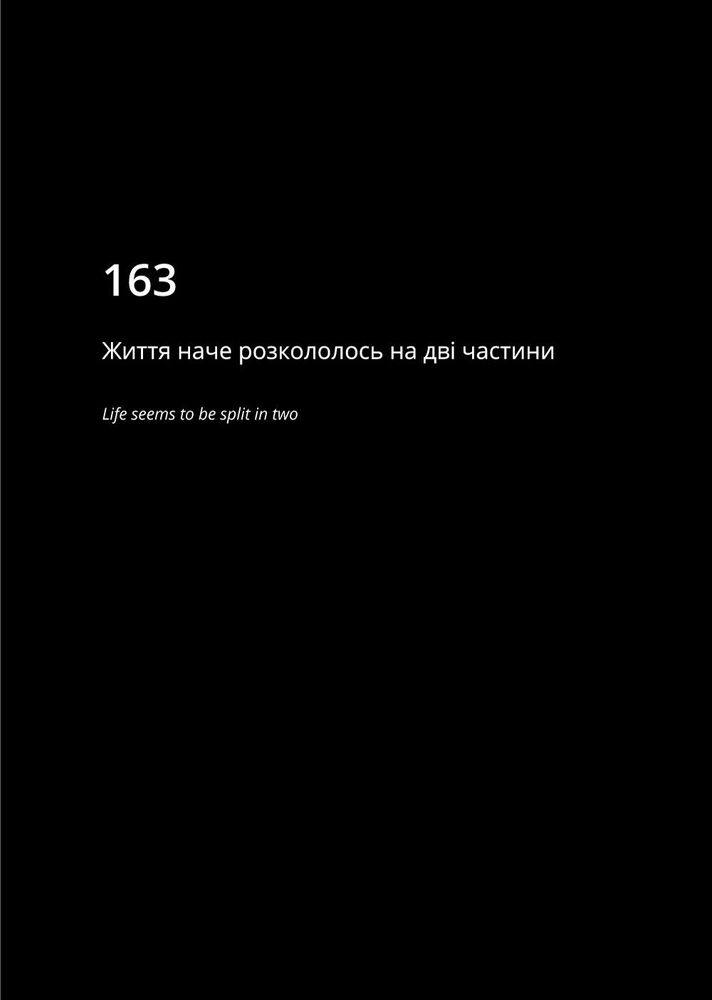 163
Життя наче розкололось на дві частини
Life seems to be split in two